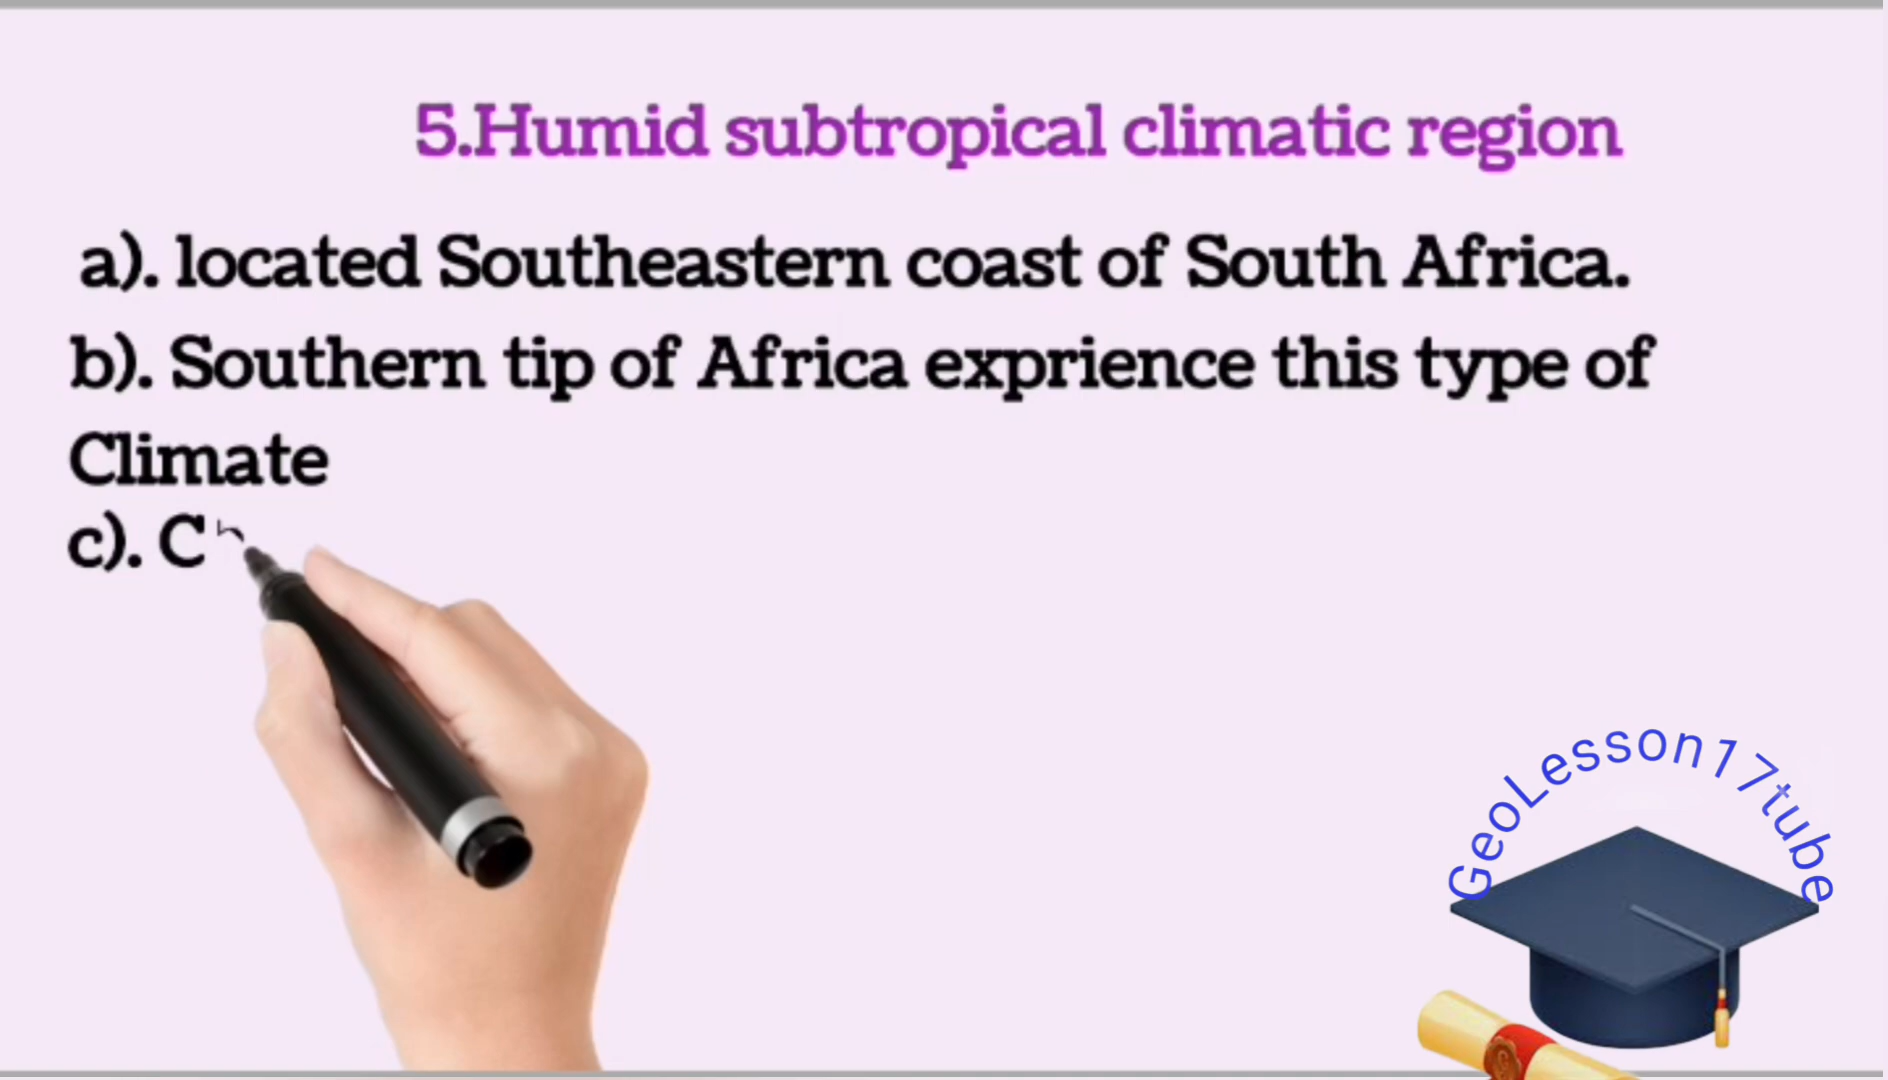 5.Humid subtropical climatic region
a). located Southeastern coast of South Africa.
b). Southern tip of Africa exprience this type of
Climate
c). C
GeoLesson17tube